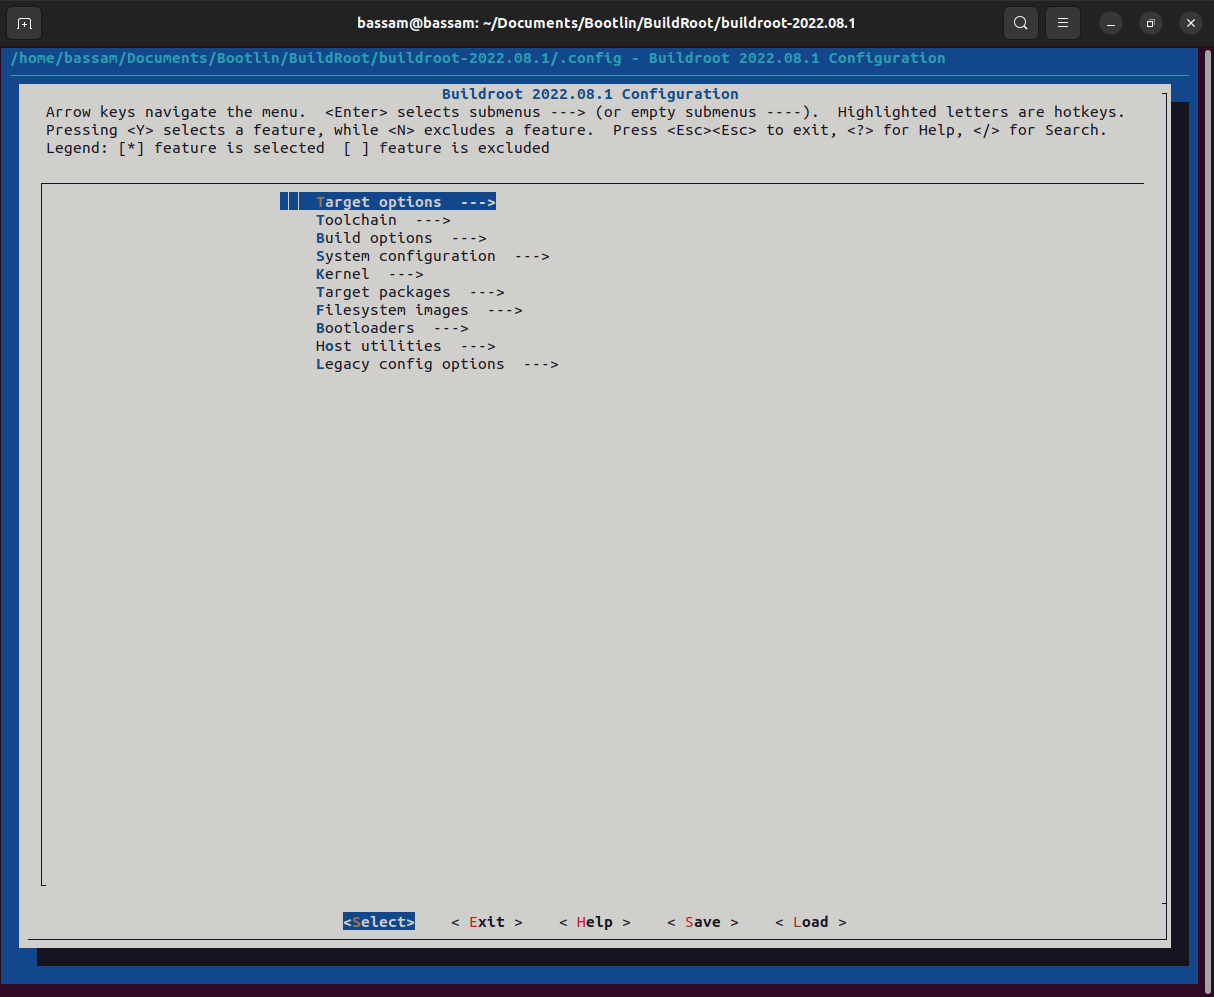 bassam@bassam: ~/Documents/Bootlin/BuildRoot/buildroot-2022.08.1
/home/bassam/Documents/Bootlin/BuildRoot/buildroot-2022.08.1/.config - Buildroot 2022.08.1 Configuration
Buildroot 2022.08.1 Configuration
Arrow keys navigate the menu.  <Enter> selects submenus ---> (or empty submenus ----).  Highlighted letters are hotkeys.
Pressing <Y> selects a feature, while <N> excludes a feature.  Press <Esc><Esc> to exit, <?> for Help, </> for Search.
Legend: [*] feature is selected  [ ] feature is excluded
Target options  --->
Toolchain  --->
Build options  --->
System configuration  --->
Kernel  --->
Target packages  --->
Filesystem images  --->
Bootloaders  --->
Host utilities  --->
Legacy config options  --->
<Select>    < Exit >    < Help >    < Save >    < Load >